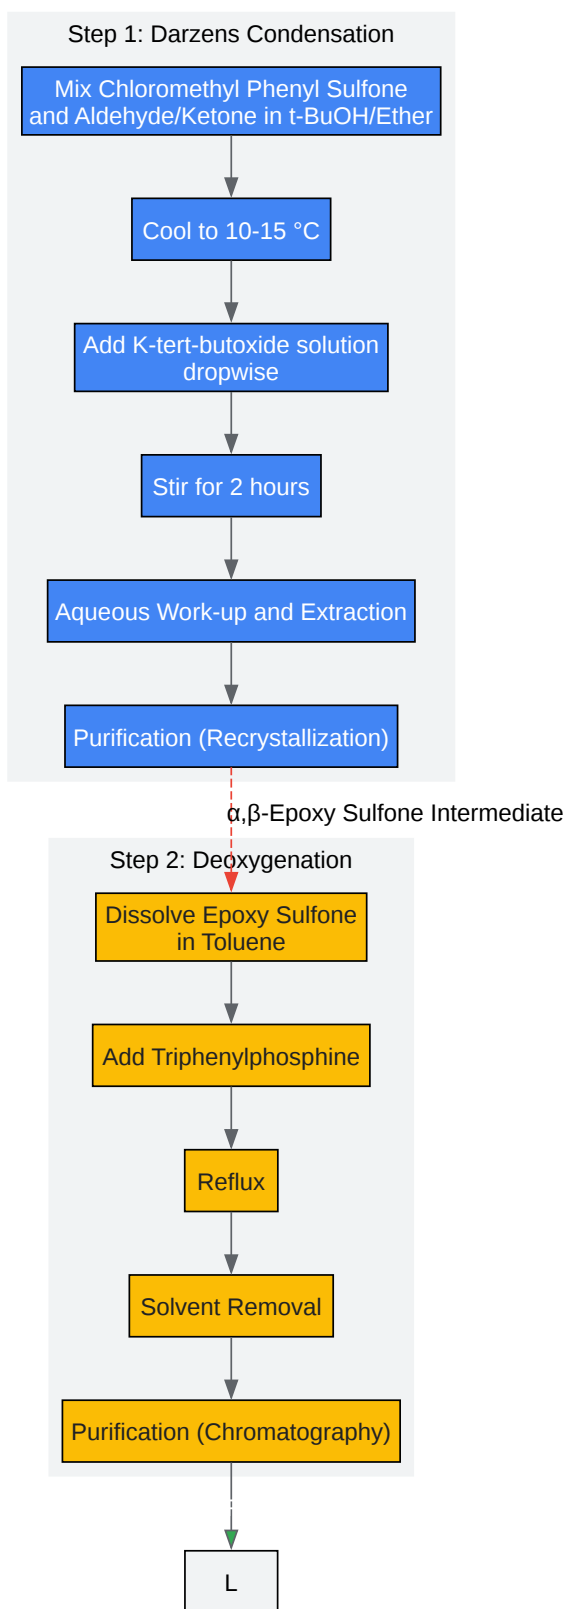 Step 1: Darzens Condensation
Mix Chloromethyl Phenyl Sulfone
and Aldehyde/Ketone in t-BuOH/Ether
Cool to 10-15 °C
Add K-tert-butoxide solution
dropwise
Stir for 2 hours
Aqueous Work-up and Extraction
Purification (Recrystallization)
α,β-Epoxy Sulfone Intermediate
Step 2: Deoxygenation
Dissolve Epoxy Sulfone
in Toluene
Add Triphenylphosphine
Reflux
Solvent Removal
Purification (Chromatography)
L